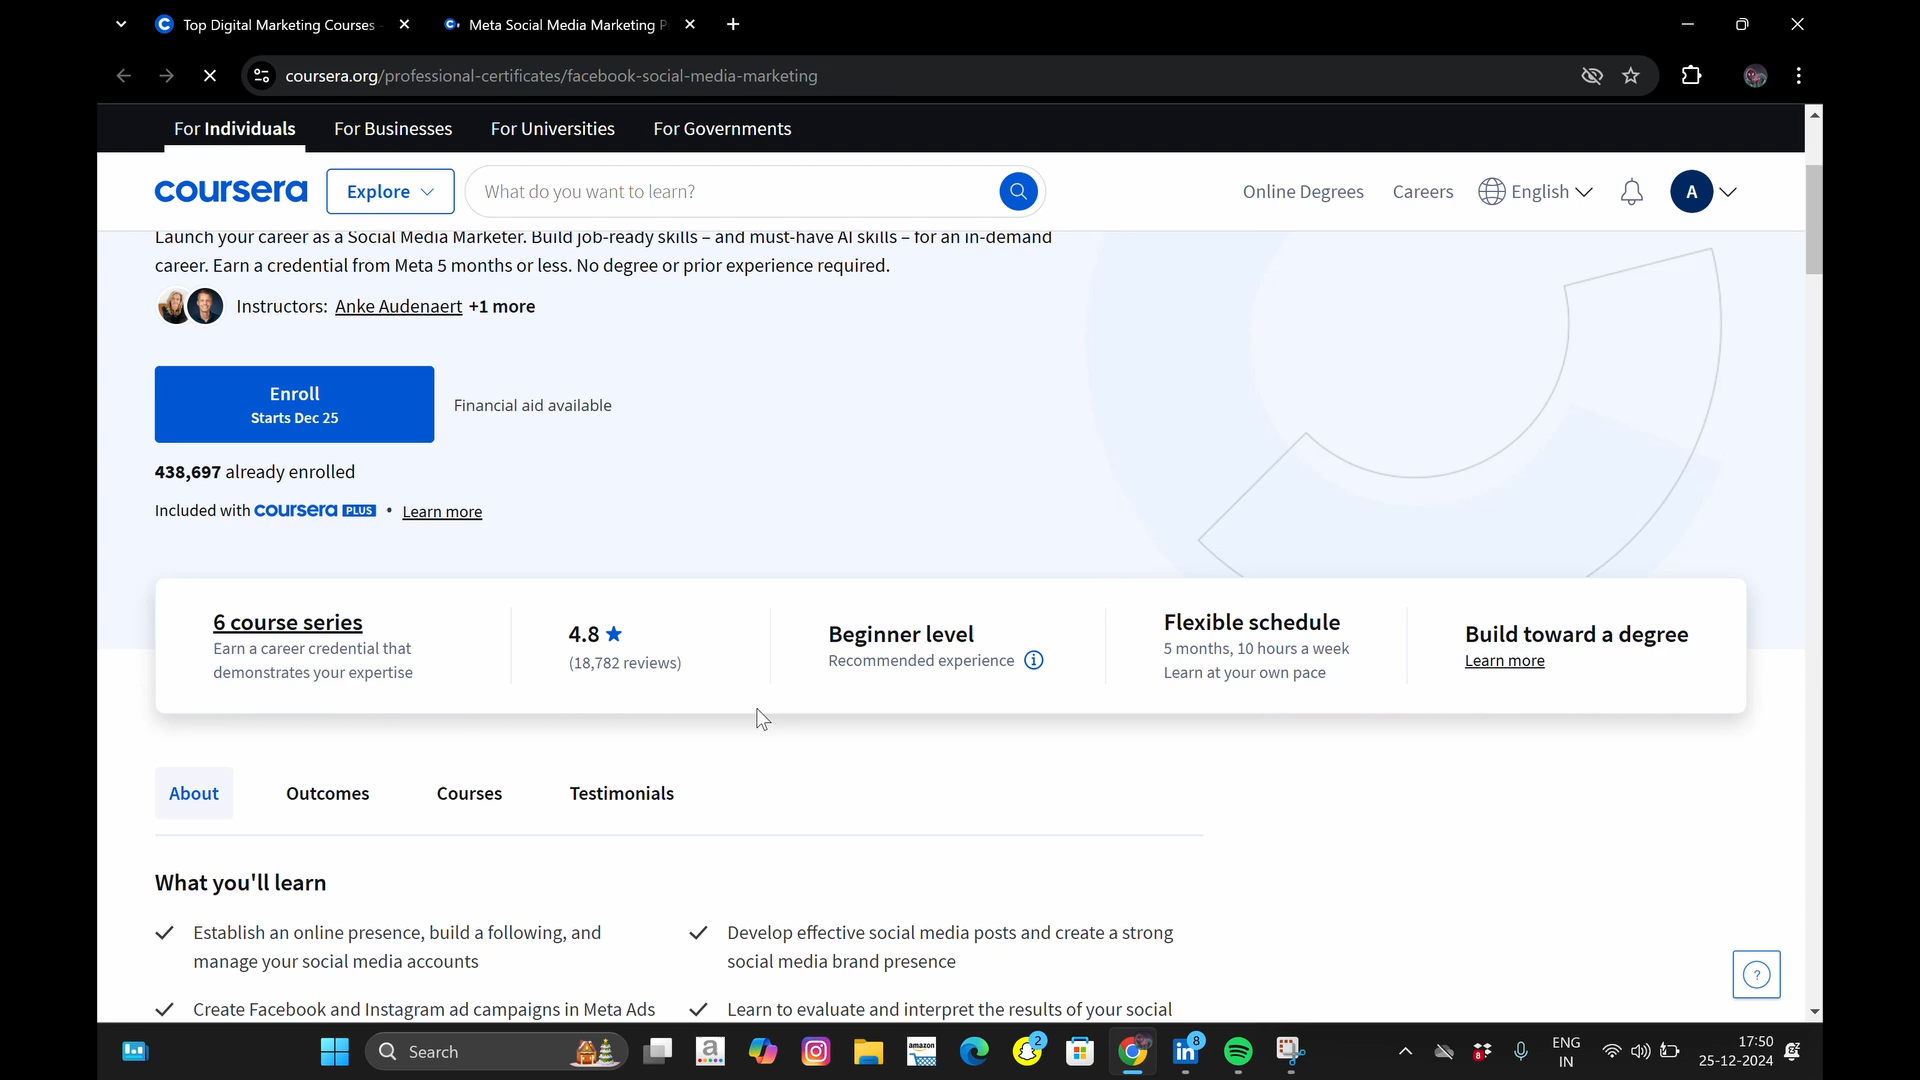 Top Digital Marketing Courses
Meta Social Media Marketing P
coursera.org/professional-certificates/facebook-social-media-marketing
For Individuals
For Businesses
For Universities
For Governments
coursera
Explore
What do you want to learn?
Online Degrees
Careers
English
A
Launch your career as a Social Media Marketer. Build job-ready skills – and must-have AI skills – for an in-demand
career. Earn a credential from Meta 5 months or less. No degree or prior experience required.
Instructors: Anke Audenaert +1 more
Enroll
Starts Dec 25
Financial aid available
438,697 already enrolled
Included with coursera PLUS • Learn more
6 course series
Earn a career credential that
demonstrates your expertise
4.8
(18,782 reviews)
Beginner level
Recommended experience
Flexible schedule
5 months, 10 hours a week
Learn at your own pace
Build toward a degree
Learn more
About
Outcomes
Courses
Testimonials
What you'll learn
Establish an online presence, build a following, and
manage your social media accounts
Develop effective social media posts and create a strong
social media brand presence
Create Facebook and Instagram ad campaigns in Meta Ads
Learn to evaluate and interpret the results of your social
?
Search
a
amazon
2
in
8
8
ENG
IN
17:50
25-12-2024